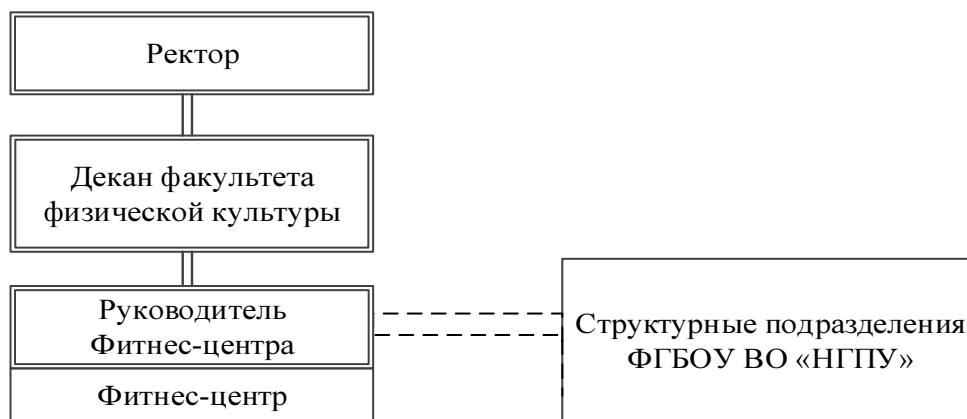 Ректор
Декан факультета
физической культуры
Руководитель
Фитнес-центра
Фитнес-центр
Структурные подразделения
ФГБОУ ВО «НГПУ»